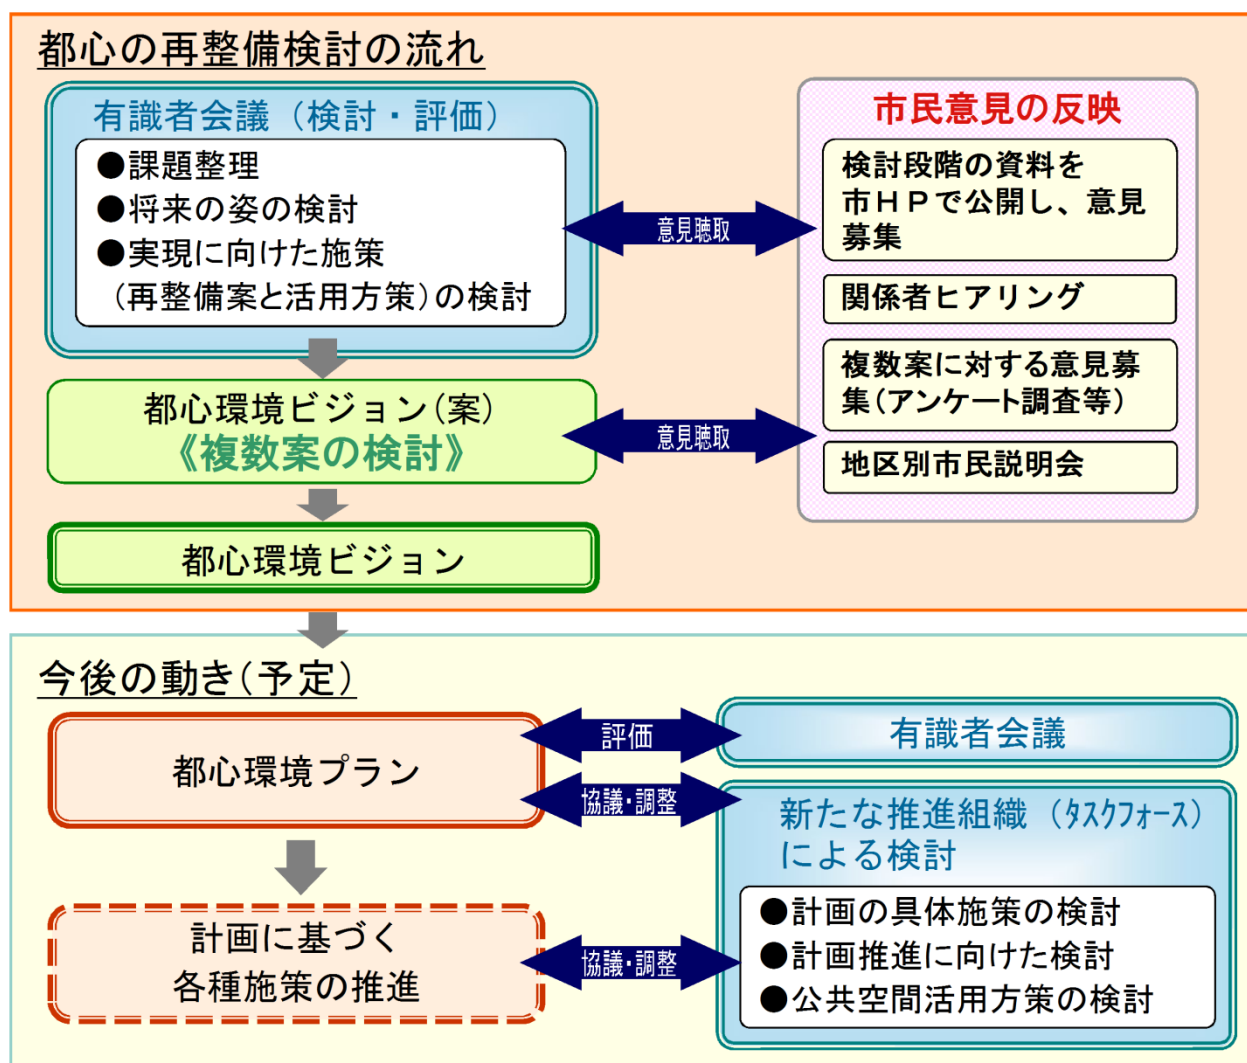 都心の再整備検討の流れ
有識者会議（検討・評価）
●課題整理
●将来の姿の検討
●実現に向けた施策
（再整備案と活用方策）の検討
意見聴取
市民意見の反映
検討段階の資料を
市ＨＰで公開し、意見
募集
関係者ヒアリング
複数案に対する意見募
集（アンケート調査等）
地区別市民説明会
都心環境ビジョン（案）
《複数案の検討》
意見聴取
都心環境ビジョン
今後の動き（予定）
都心環境プラン
評価
有識者会議
協議・調整
新たな推進組織（ﾀｽｸﾌｫｰｽ）
による検討
●計画の具体施策の検討
●計画推進に向けた検討
●公共空間活用方策の検討
計画に基づく
各種施策の推進
協議・調整